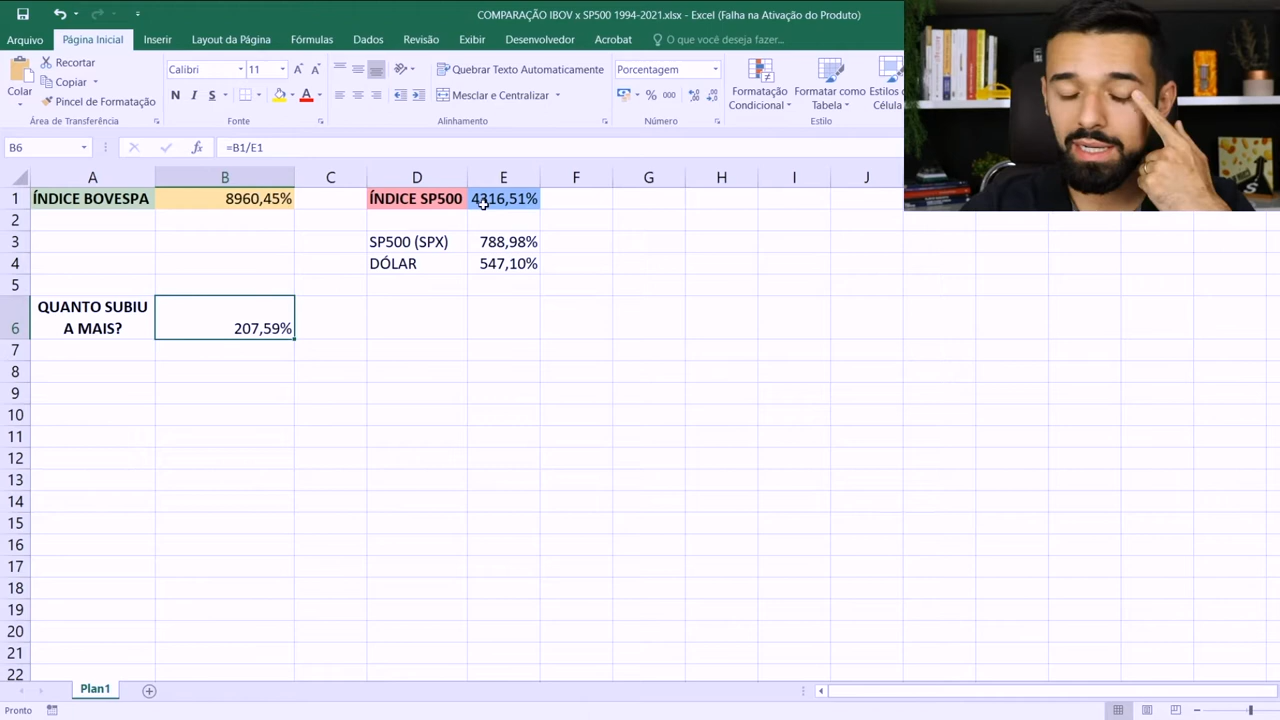 COMPARAÇÃO IBOV x SP500 1994-2021.xlsx - Excel (Falha na Ativação do Produto)
Arquivo Página Inicial Inserir Layout da Página Fórmulas Dados Revisão Exibir Desenvolvedor Acrobat O que você deseja fazer...
Colar
Recortar
Copiar
Pincel de Formatação
Área de Transferência
Calibri 11
N I S
Fonte
Quebrar Texto Automaticamente
Mesclar e Centralizar
Alinhamento
Porcentagem
% 000
Número
Formatação Condicional
Formatar como Tabela
Estilos de Célula
Estilo
B6 fx =B1/E1
A B C D E F G H I J
1 ÍNDICE BOVESPA 8960,45% ÍNDICE SP500 4316,51%
2
3 SP500 (SPX) 788,98%
4 DÓLAR 547,10%
5
QUANTO SUBIU
6 A MAIS? 207,59%
7
8
9
10
11
12
13
14
15
16
17
18
19
20
21
22
Plan1
Pronto